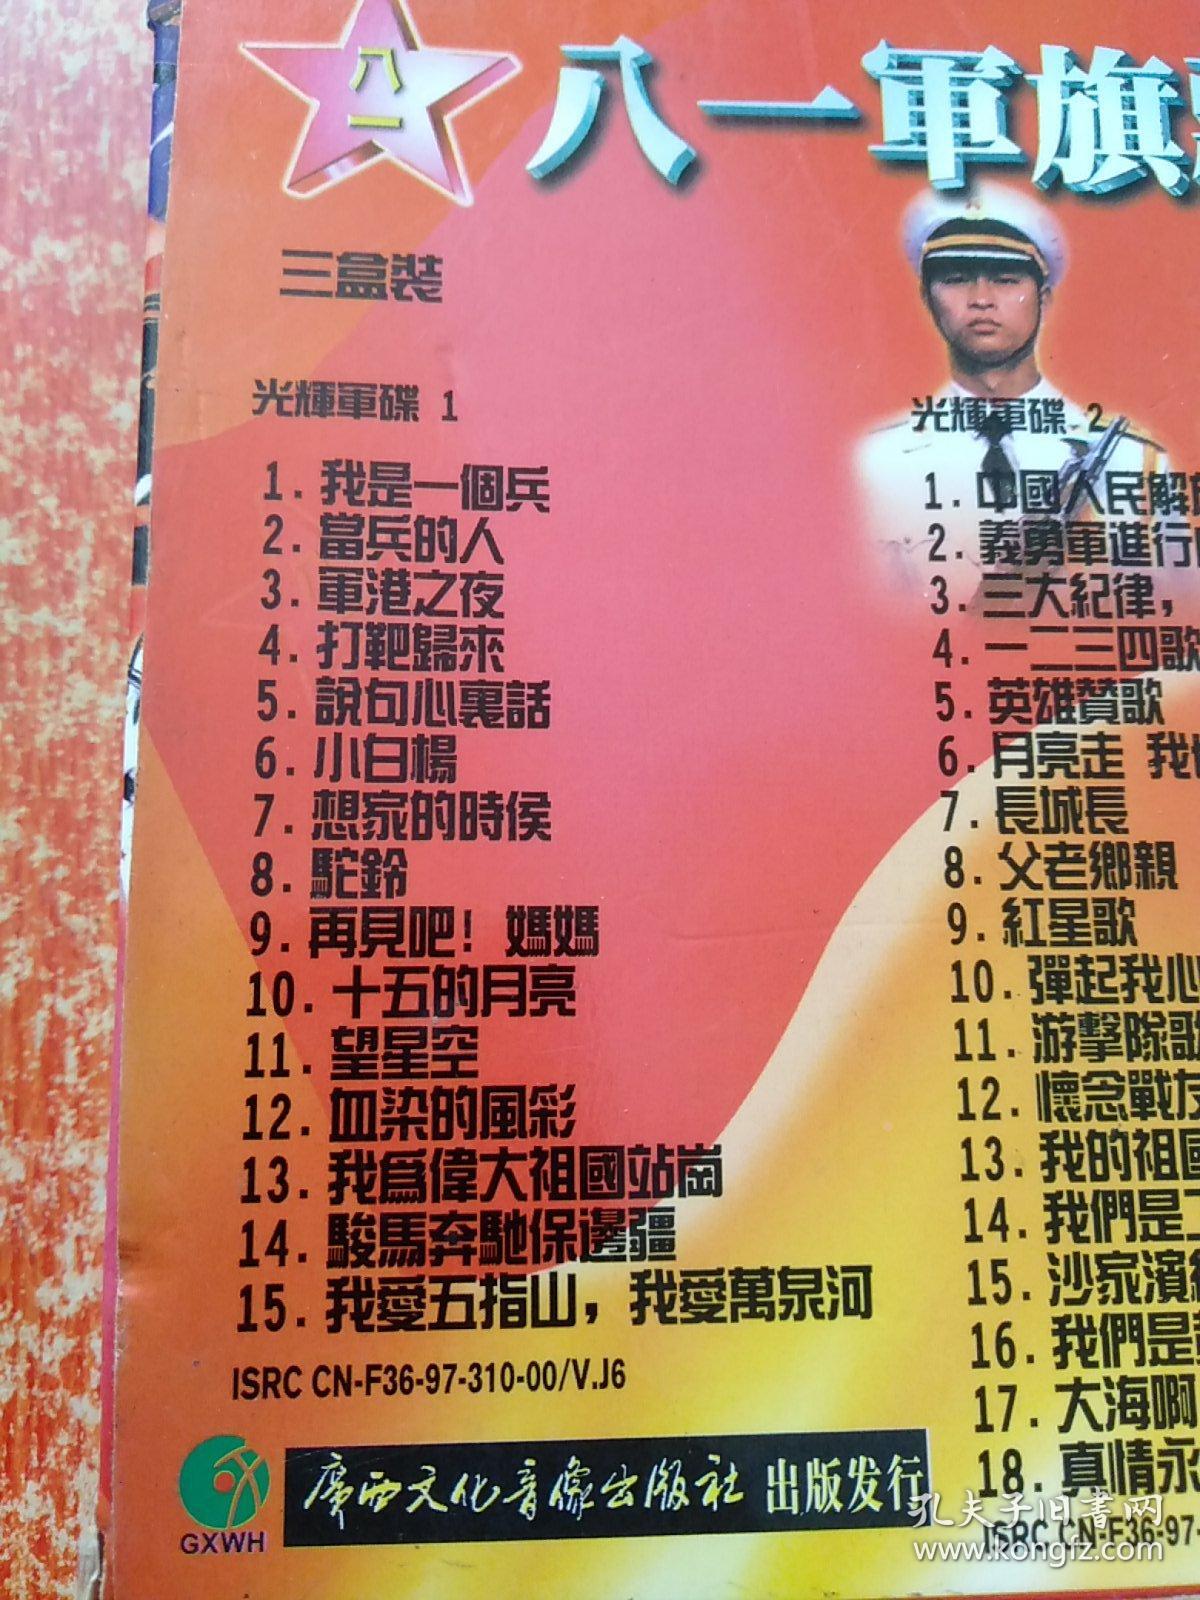 八一
八一軍旗
三盒裝
光輝軍碟 1
1. 我是一個兵
2. 當兵的人
3. 軍港之夜
4. 打靶歸來
5. 說句心裏話
6. 小白楊
7. 想家的時侯
8. 駝鈴
9. 再見吧！媽媽
10. 十五的月亮
11. 望星空
12. 血染的風彩
13. 我爲偉大祖國站崗
14. 駿馬奔馳保邊疆
15. 我愛五指山，我愛萬泉河
ISRC CN-F36-97-310-00/V.J6
光輝軍碟 2
1. 中國人民解
2. 義勇軍進行
3. 三大紀律，
4. 一二三四歌
5. 英雄贊歌
6. 月亮走 我
7. 長城長
8. 父老鄉親
9. 紅星歌
10. 彈起我心
11. 游擊隊歌
12. 懷念戰友
13. 我的祖國
14. 我們是
15. 沙家濱
16. 我們是
17. 大海啊
18. 真情永
ISRC CN-F36-97-
GXWH
廣西文化音像出版社 出版发行
孔夫子旧书网
www.kongfz.com